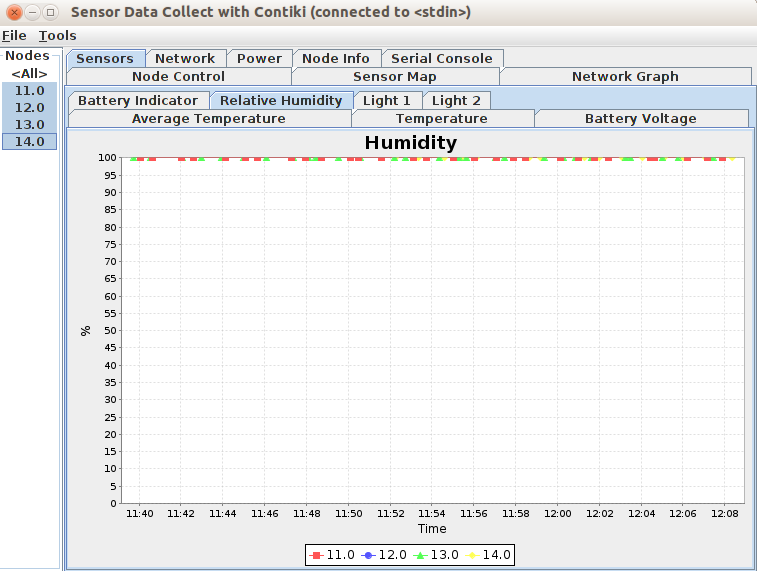 Sensor Data Collect with Contiki (connected to <stdin>)
File Tools
Nodes
<All>
11.0
12.0
13.0
14.0
Sensors Network Power Node Info Serial Console
Node Control Sensor Map Network Graph
Battery Indicator Relative Humidity Light 1 Light 2
Average Temperature Temperature Battery Voltage
Humidity
100
95
90
85
80
75
70
65
60
55
50
45
40
35
30
25
20
15
10
5
0
%
11:40 11:42 11:44 11:46 11:48 11:50 11:52 11:54 11:56 11:58 12:00 12:02 12:04 12:06 12:08
Time
11.0 12.0 13.0 14.0